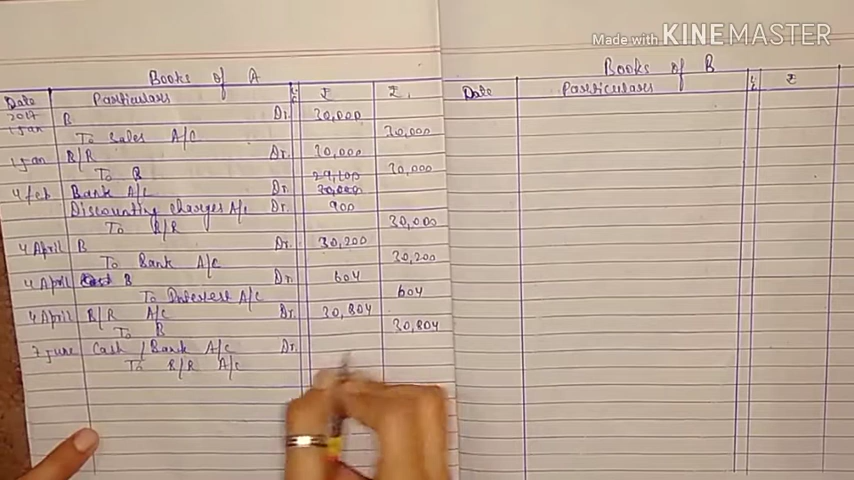 Made with KINEMASTER
Books of A
Date Particulars L.F ₹ ₹
2017
1 Jan B Dr. 30,000
To Sales A/C 30,000
1 Jan B/R Dr. 30,000
To B 30,000
29,100
4 feb Bank A/C Dr. 30,000
Discounting charges A/c Dr. 900
To B/R 30,000
4 April B Dr. 30,200
To Bank A/C 30,200
4 April B Dr. 604
To Interest A/C 604
4 April B/R A/C Dr. 30,804
To B 30,804
7 June Cash / Bank A/C Dr.
To B/R A/C
Books of B
Date Particulars L.F ₹